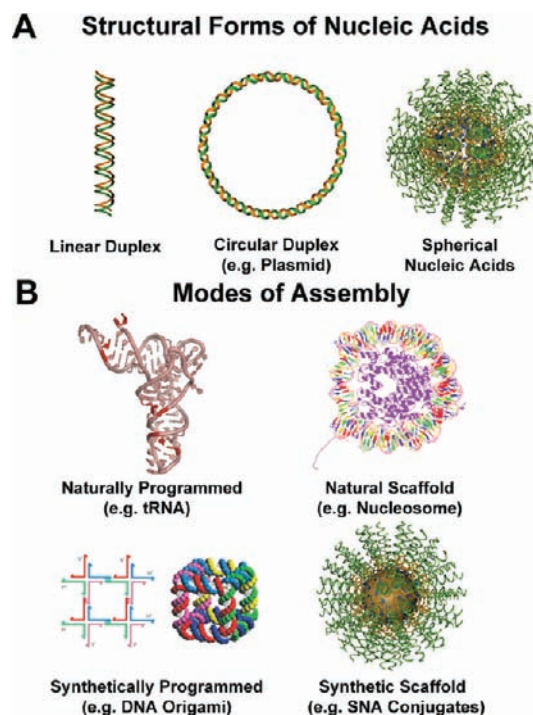 A Structural Forms of Nucleic Acids
Linear Duplex
Circular Duplex
(e.g. Plasmid)
Spherical
Nucleic Acids
B Modes of Assembly
Naturally Programmed
(e.g. tRNA)
Natural Scaffold
(e.g. Nucleosome)
Synthetically Programmed
(e.g. DNA Origami)
Synthetic Scaffold
(e.g. SNA Conjugates)